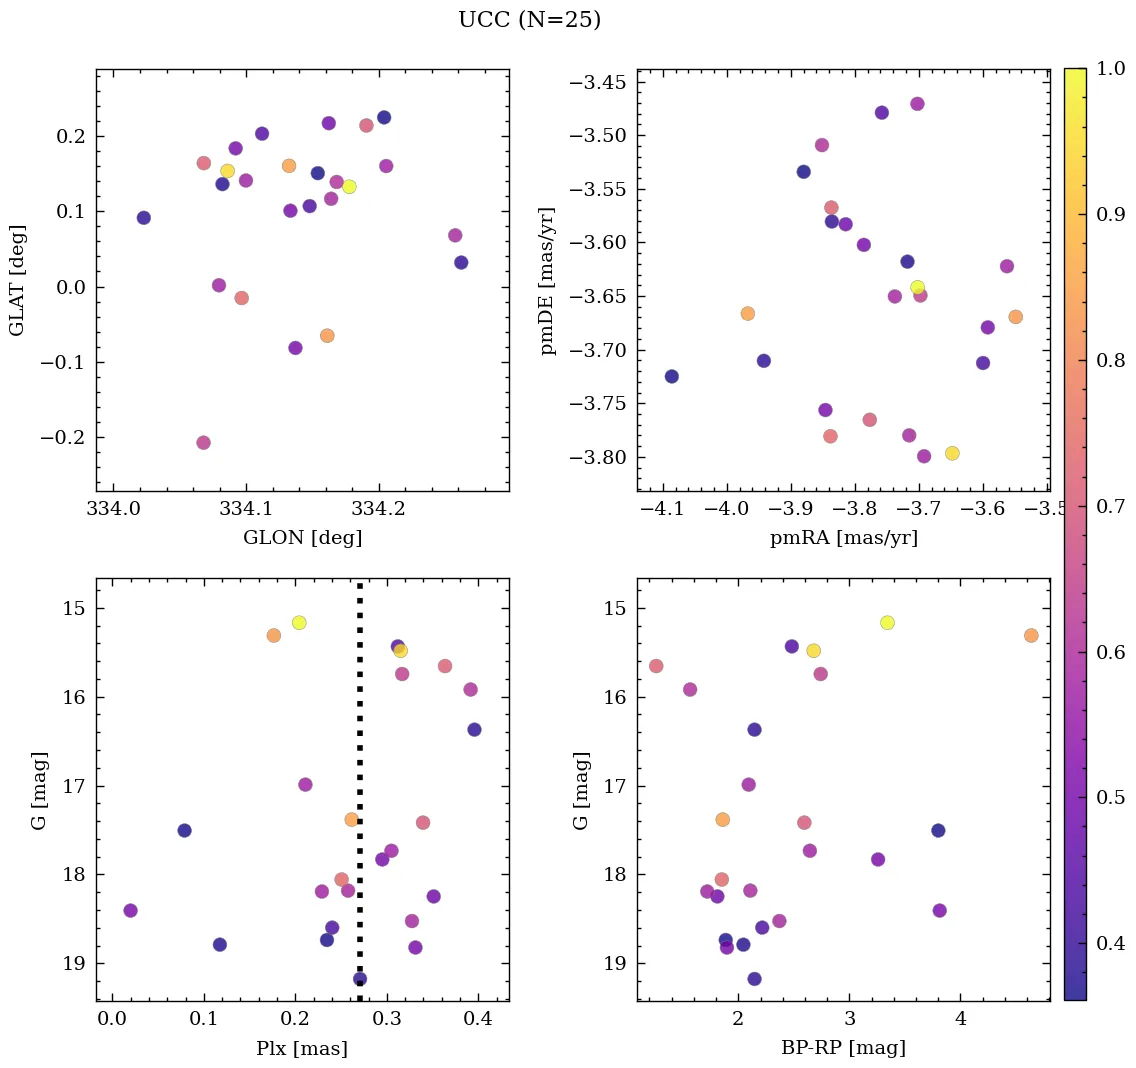 UCC (N=25)
0.2
0.1
0.0
−0.1
−0.2
GLAT [deg]
334.0 334.1 334.2
GLON [deg]
−3.45
−3.50
−3.55
−3.60
−3.65
−3.70
−3.75
−3.80
pmDE [mas/yr]
−4.1 −4.0 −3.9 −3.8 −3.7 −3.6 −3.5
pmRA [mas/yr]
15
16
17
18
19
G [mag]
0.0 0.1 0.2 0.3 0.4
Plx [mas]
15
16
17
18
19
G [mag]
2 3 4
BP-RP [mag]
1.0
0.9
0.8
0.7
0.6
0.5
0.4